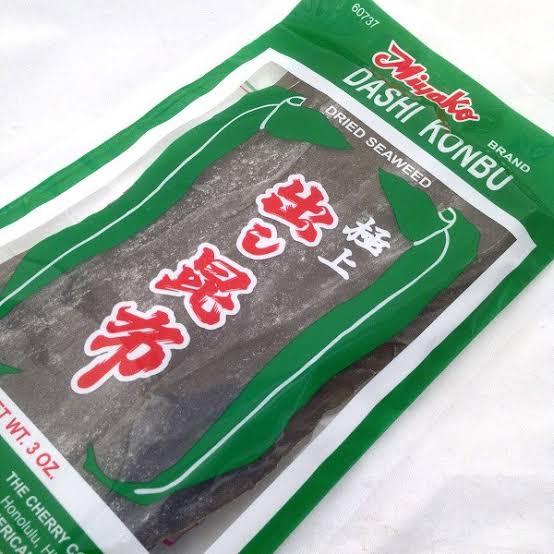 60737
Miyako
BRAND
DASHI KONBU
DRIED SEAWEED
極上
出し昆布
WT. 3 OZ.
THE CHERRY
Honolulu,